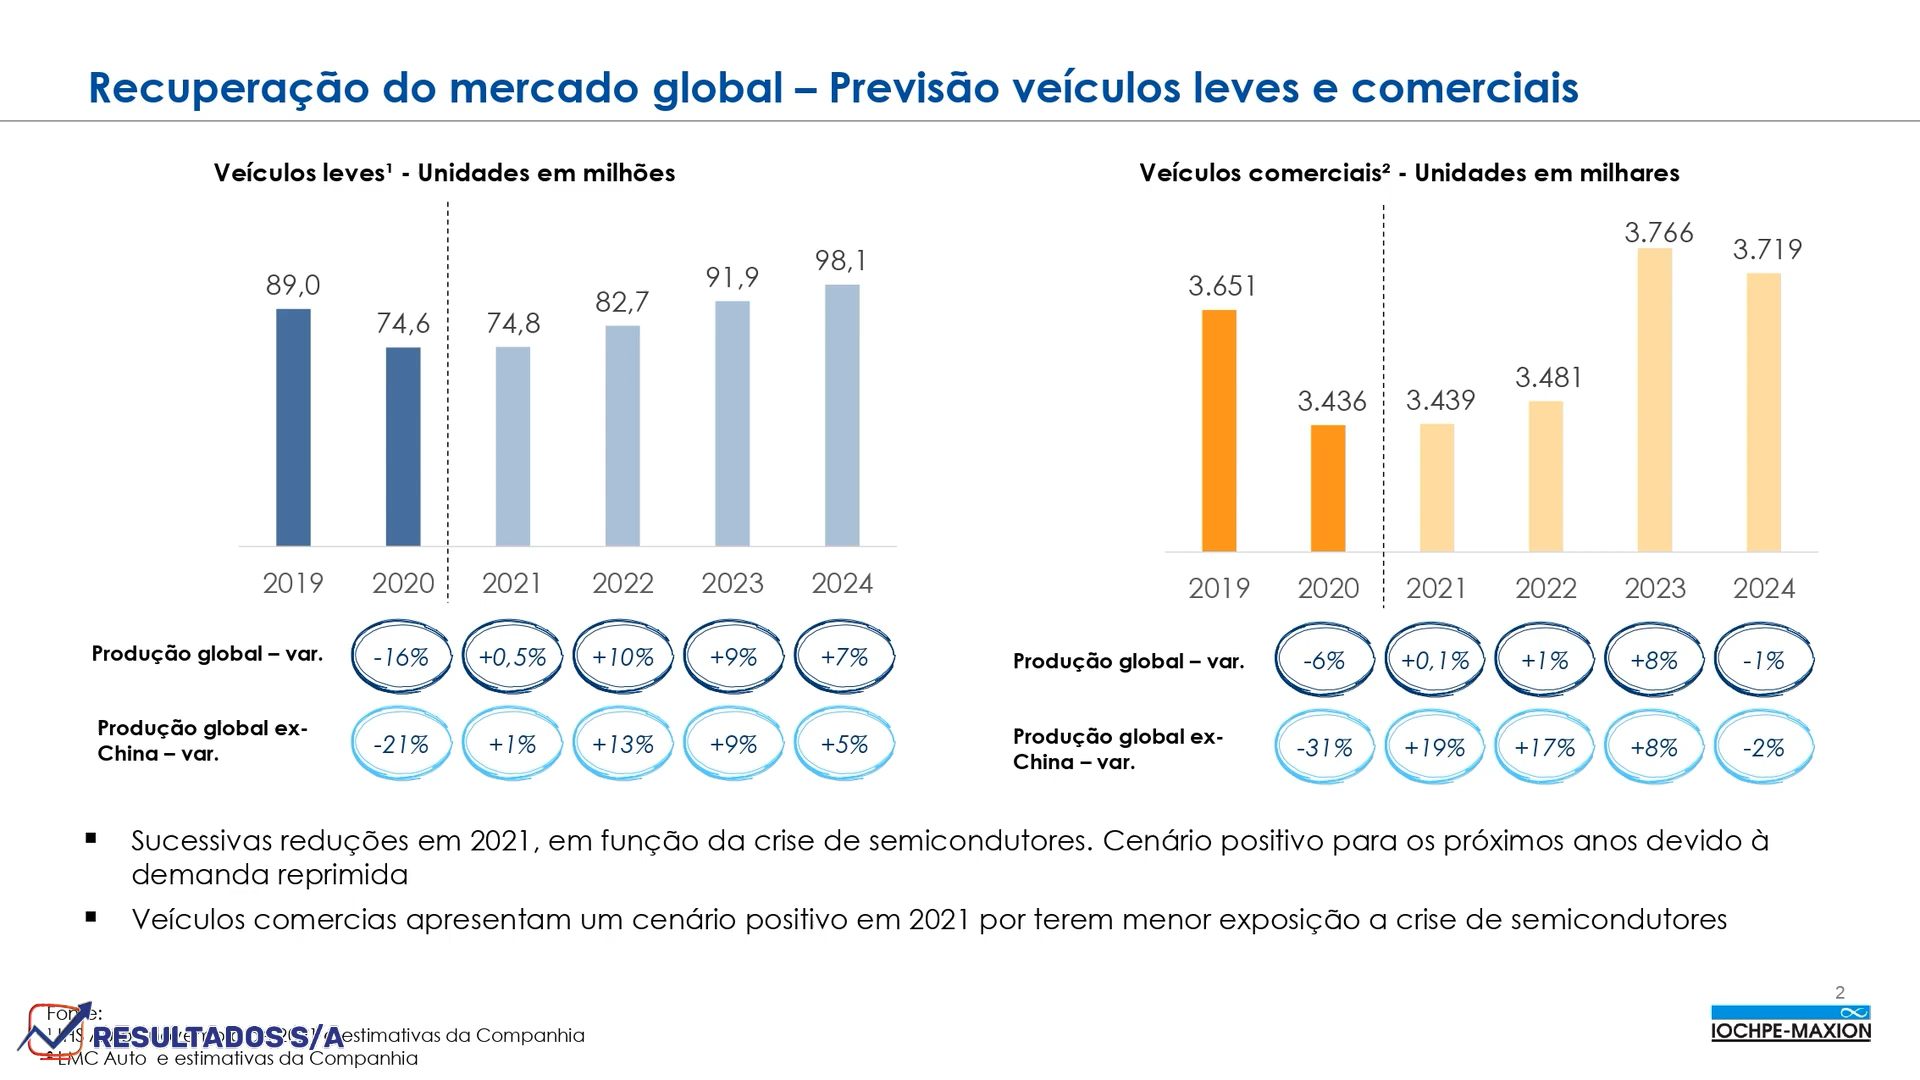 Recuperação do mercado global – Previsão veículos leves e comerciais
Veículos leves¹ - Unidades em milhões
89,0
74,6
74,8
82,7
91,9
98,1
2019 2020 2021 2022 2023 2024
Produção global – var.
-16% +0,5% +10% +9% +7%
Produção global ex-
China – var.
-21% +1% +13% +9% +5%
Veículos comerciais² - Unidades em milhares
3.651
3.436
3.439
3.481
3.766
3.719
2019 2020 2021 2022 2023 2024
Produção global – var.
-6% +0,1% +1% +8% -1%
Produção global ex-
China – var.
-31% +19% +17% +8% -2%
▪ Sucessivas reduções em 2021, em função da crise de semicondutores. Cenário positivo para os próximos anos devido à
demanda reprimida
▪ Veículos comercias apresentam um cenário positivo em 2021 por terem menor exposição a crise de semicondutores
estimativas da Companhia
LMC Auto e estimativas da Companhia
RESULTADOS S/A
2
IOCHPE-MAXION